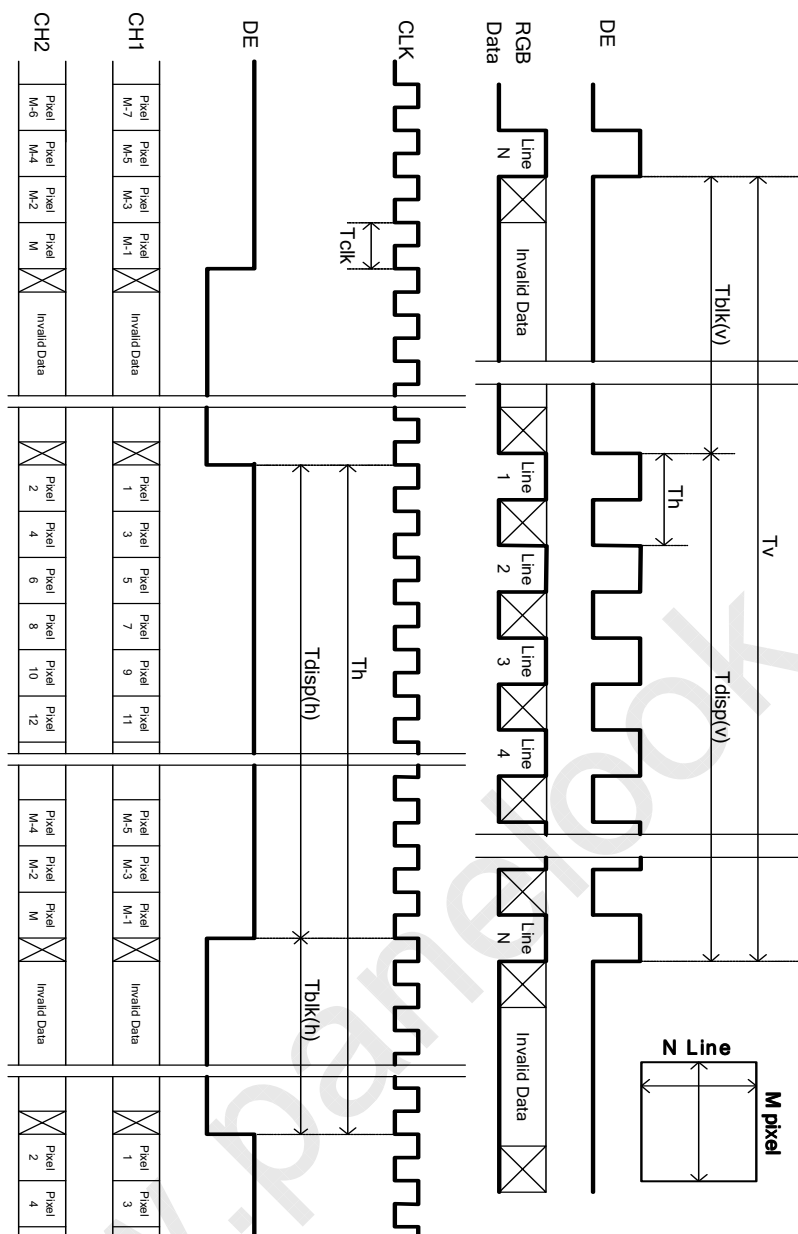 M pixel
N Line
Tv
Tblk(v) Tdisp(v)
Th
DE
RGB
Data
Line N Invalid Data Line 1 Line 2 Line 3 Line 4 Line N Invalid Data
CLK
Tclk
Th
Tdisp(h) Tblk(h)
DE
CH1 Pixel M-7 Pixel M-5 Pixel M-3 Pixel M-1 Invalid Data Pixel 1 Pixel 3 Pixel 5 Pixel 7 Pixel 9 Pixel 11 Pixel M-5 Pixel M-3 Pixel M-1 Invalid Data Pixel 1 Pixel 3
CH2 Pixel M-6 Pixel M-4 Pixel M-2 Pixel M Invalid Data Pixel 2 Pixel 4 Pixel 6 Pixel 8 Pixel 10 Pixel 12 Pixel M-4 Pixel M-2 Pixel M Invalid Data Pixel 2 Pixel 4
w.panelook